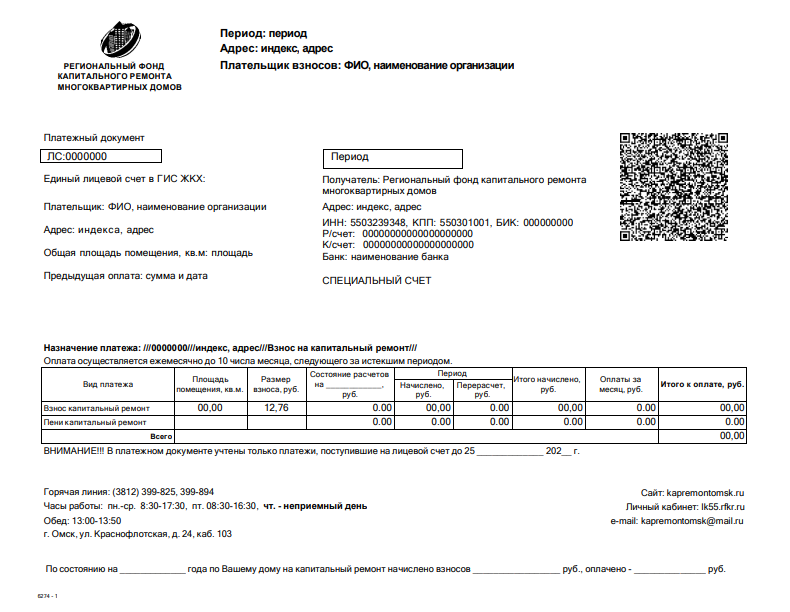 РЕГИОНАЛЬНЫЙ ФОНД
КАПИТАЛЬНОГО РЕМОНТА
МНОГОКВАРТИРНЫХ ДОМОВ
Период: период
Адрес: индекс, адрес
Плательщик взносов: ФИО, наименование организации
Платежный документ
ЛС:0000000
Единый лицевой счет в ГИС ЖКХ:
Плательщик: ФИО, наименование организации
Адрес: индекса, адрес
Общая площадь помещения, кв.м: площадь
Предыдущая оплата: сумма и дата
Период
Получатель: Региональный фонд капитального ремонта
многоквартирных домов
Адрес: индекс, адрес
ИНН: 5503239348, КПП: 550301001, БИК: 000000000
Р/счет: 00000000000000000000
К/счет: 00000000000000000000
Банк: наименование банка
СПЕЦИАЛЬНЫЙ СЧЕТ
Назначение платежа: ///0000000///индекс, адрес///Взнос на капитальный ремонт///
Оплата осуществляется ежемесячно до 10 числа месяца, следующего за истекшим периодом.
Вид платежа
Площадь помещения, кв.м.
Размер взноса, руб.
Состояние расчетов на ____________, руб.
Период
Начислено, руб.
Перерасчет, руб.
Итого начислено, руб.
Оплаты за месяц, руб.
Итого к оплате, руб.
Взнос капитальный ремонт 00,00 12,76 0.00 00,00 0.00 00,00 0.00 00,00
Пени капитальный ремонт 0.00 0.00 0.00 0.00 0.00 0.00
Всего 00,00
ВНИМАНИЕ!!! В платежном документе учтены только платежи, поступившие на лицевой счет до 25 _____________ 202__ г.
Горячая линия: (3812) 399-825, 399-894
Часы работы: пн.-ср. 8:30-17:30, пт. 08:30-16:30, чт. - неприемный день
Обед: 13:00-13:50
г. Омск, ул. Краснофлотская, д. 24, каб. 103
Сайт: kapremontomsk.ru
Личный кабинет: lk55.rfkr.ru
e-mail: kapremontomsk@mail.ru
По состоянию на _____________ года по Вашему дому на капитальный ремонт начислено взносов _________________ руб., оплачено - ______________ руб.
6274 - 1